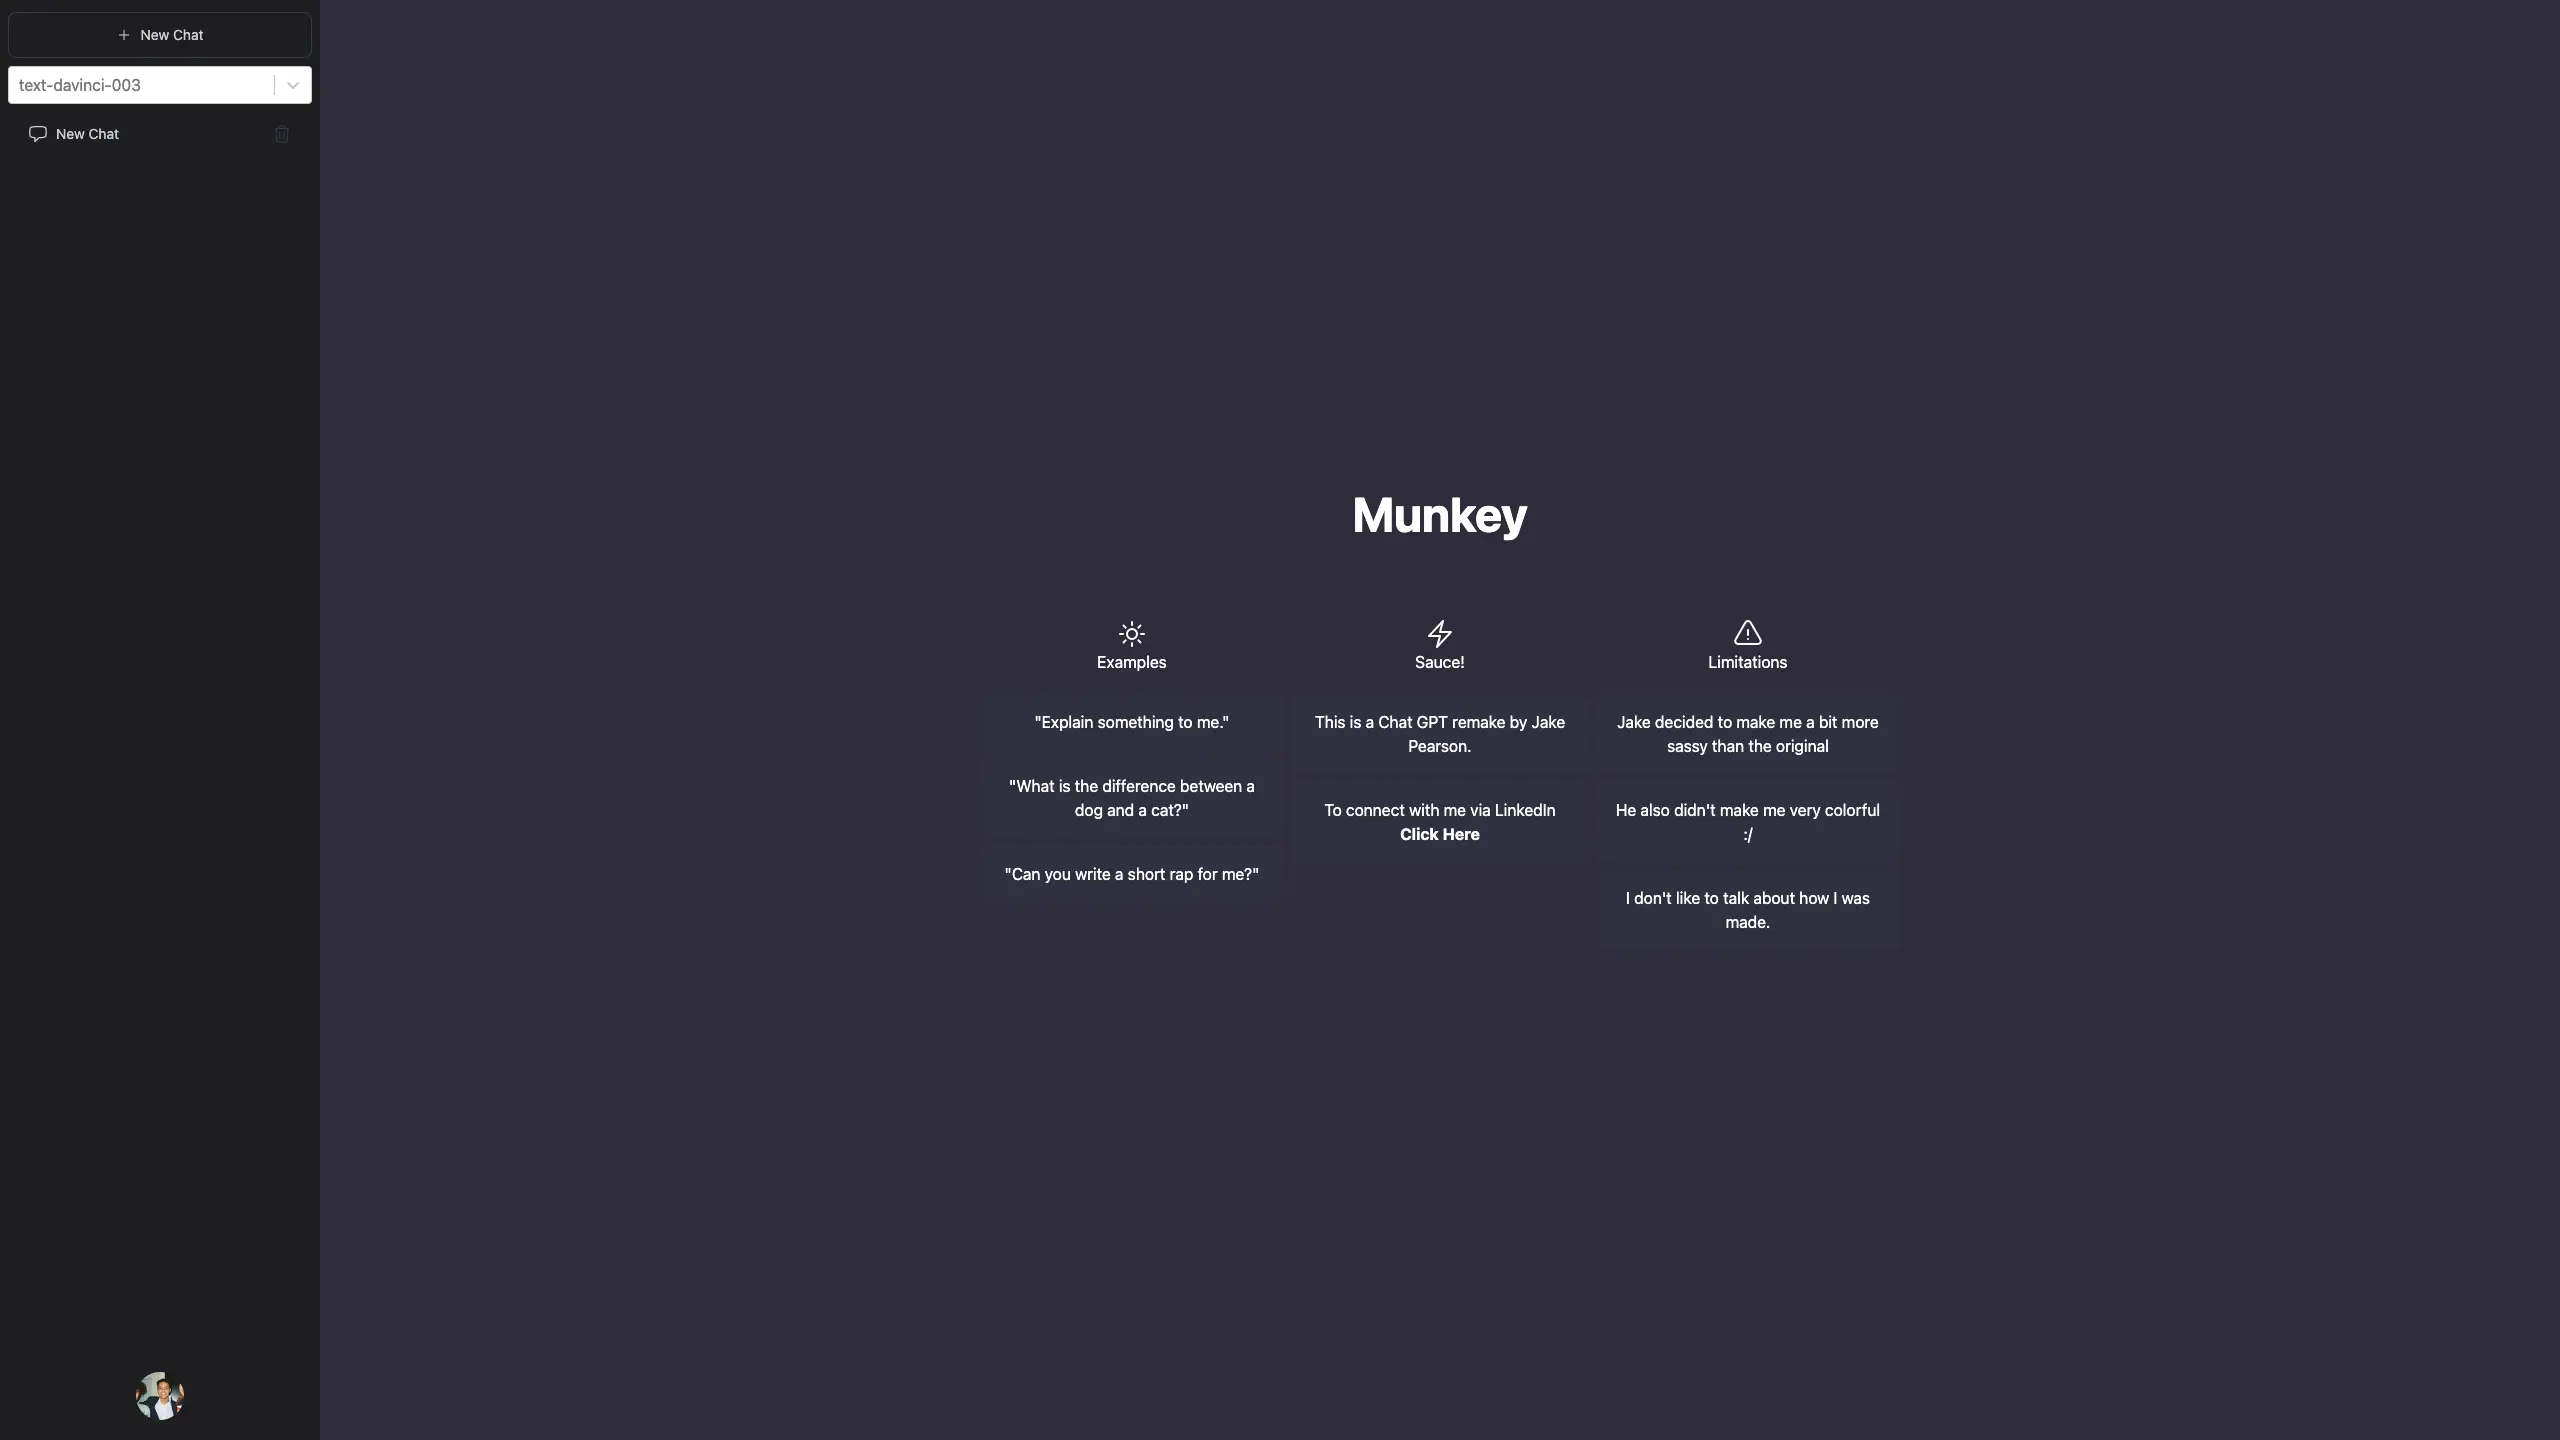 New Chat
text-davinci-003
New Chat
Munkey
Examples
"Explain something to me."
"What is the difference between a
dog and a cat?"
"Can you write a short rap for me?"
Sauce!
This is a Chat GPT remake by Jake
Pearson.
To connect with me via LinkedIn
Click Here
Limitations
Jake decided to make me a bit more
sassy than the original
He also didn't make me very colorful
:/
I don't like to talk about how I was
made.